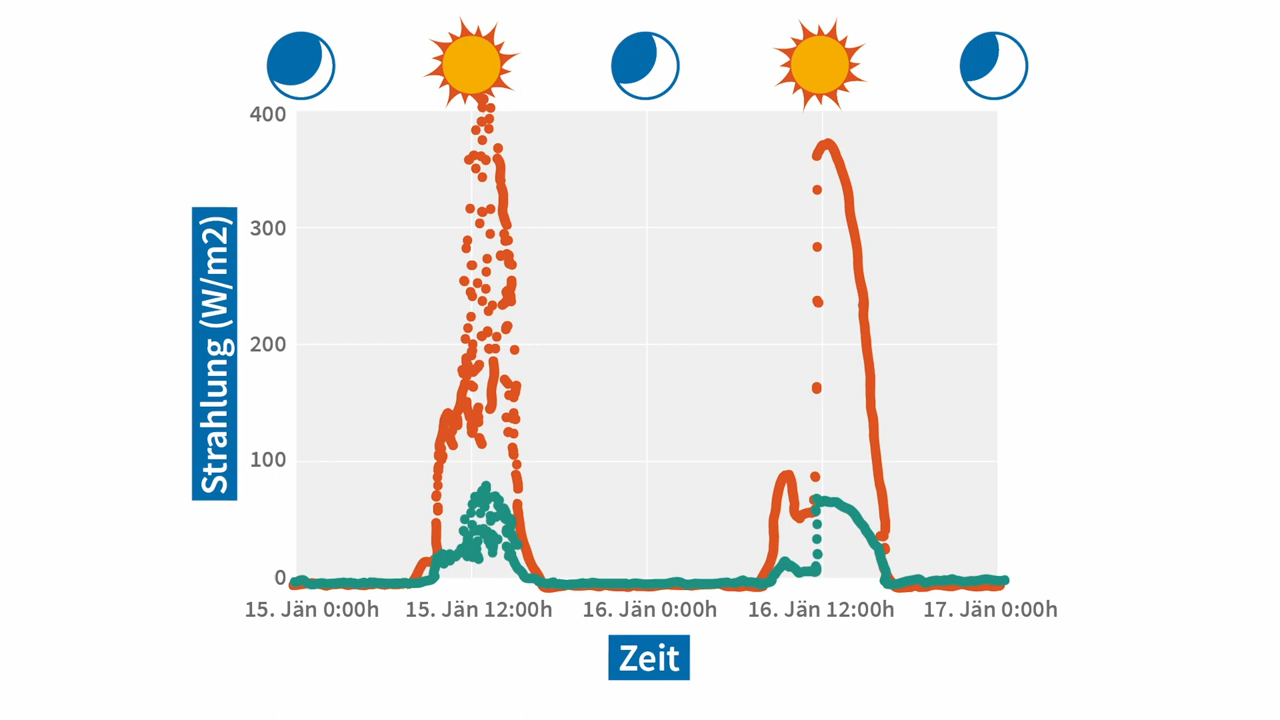 400
300
200
100
0
Strahlung (W/m2)
15. Jän 0:00h
15. Jän 12:00h
16. Jän 0:00h
16. Jän 12:00h
17. Jän 0:00h
Zeit